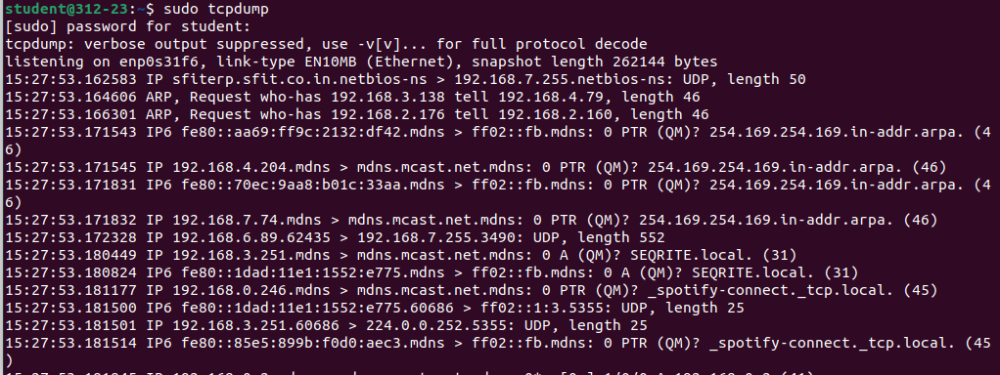 student@312-23:~$ sudo tcpdump
[sudo] password for student:
tcpdump: verbose output suppressed, use -v[v]... for full protocol decode
listening on enp0s31f6, link-type EN10MB (Ethernet), snapshot length 262144 bytes
15:27:53.162583 IP sfiterp.sfit.co.in.netbios-ns > 192.168.7.255.netbios-ns: UDP, length 50
15:27:53.164606 ARP, Request who-has 192.168.3.138 tell 192.168.4.79, length 46
15:27:53.166301 ARP, Request who-has 192.168.2.176 tell 192.168.2.160, length 46
15:27:53.171543 IP6 fe80::aa69:ff9c:2132:df42.mdns > ff02::fb.mdns: 0 PTR (QM)? 254.169.254.169.in-addr.arpa. (4
6)
15:27:53.171545 IP 192.168.4.204.mdns > mdns.mcast.net.mdns: 0 PTR (QM)? 254.169.254.169.in-addr.arpa. (46)
15:27:53.171831 IP6 fe80::70ec:9aa8:b01c:33aa.mdns > ff02::fb.mdns: 0 PTR (QM)? 254.169.254.169.in-addr.arpa. (4
6)
15:27:53.171832 IP 192.168.7.74.mdns > mdns.mcast.net.mdns: 0 PTR (QM)? 254.169.254.169.in-addr.arpa. (46)
15:27:53.172328 IP 192.168.6.89.62435 > 192.168.7.255.3490: UDP, length 552
15:27:53.180449 IP 192.168.3.251.mdns > mdns.mcast.net.mdns: 0 A (QM)? SEQRITE.local. (31)
15:27:53.180824 IP6 fe80::1dad:11e1:1552:e775.mdns > ff02::fb.mdns: 0 A (QM)? SEQRITE.local. (31)
15:27:53.181177 IP 192.168.0.246.mdns > mdns.mcast.net.mdns: 0 PTR (QM)? _spotify-connect._tcp.local. (45)
15:27:53.181500 IP6 fe80::1dad:11e1:1552:e775.60686 > ff02::1:3.5355: UDP, length 25
15:27:53.181501 IP 192.168.3.251.60686 > 224.0.0.252.5355: UDP, length 25
15:27:53.181514 IP6 fe80::85e5:899b:f0d0:aec3.mdns > ff02::fb.mdns: 0 PTR (QM)? _spotify-connect._tcp.local. (45
)